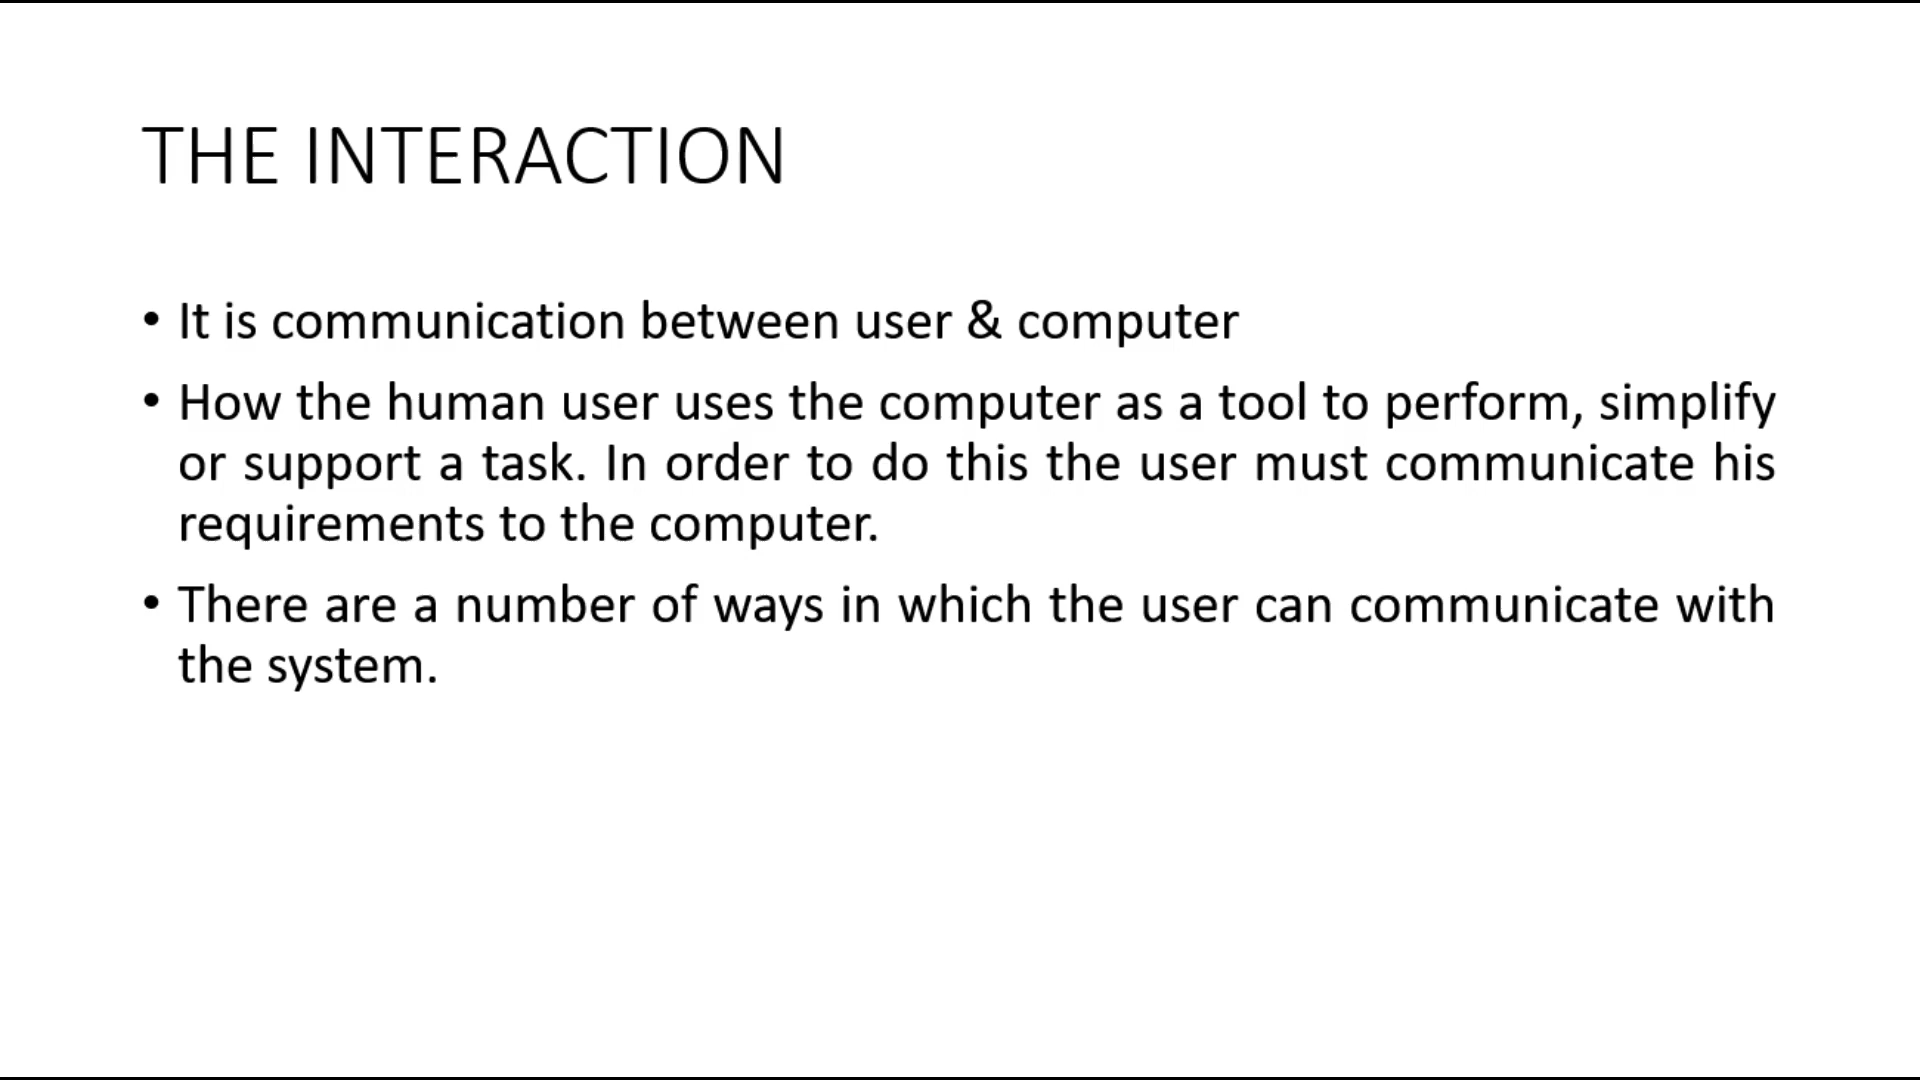 THE INTERACTION
• It is communication between user & computer
• How the human user uses the computer as a tool to perform, simplify
or support a task. In order to do this the user must communicate his
requirements to the computer.
• There are a number of ways in which the user can communicate with
the system.